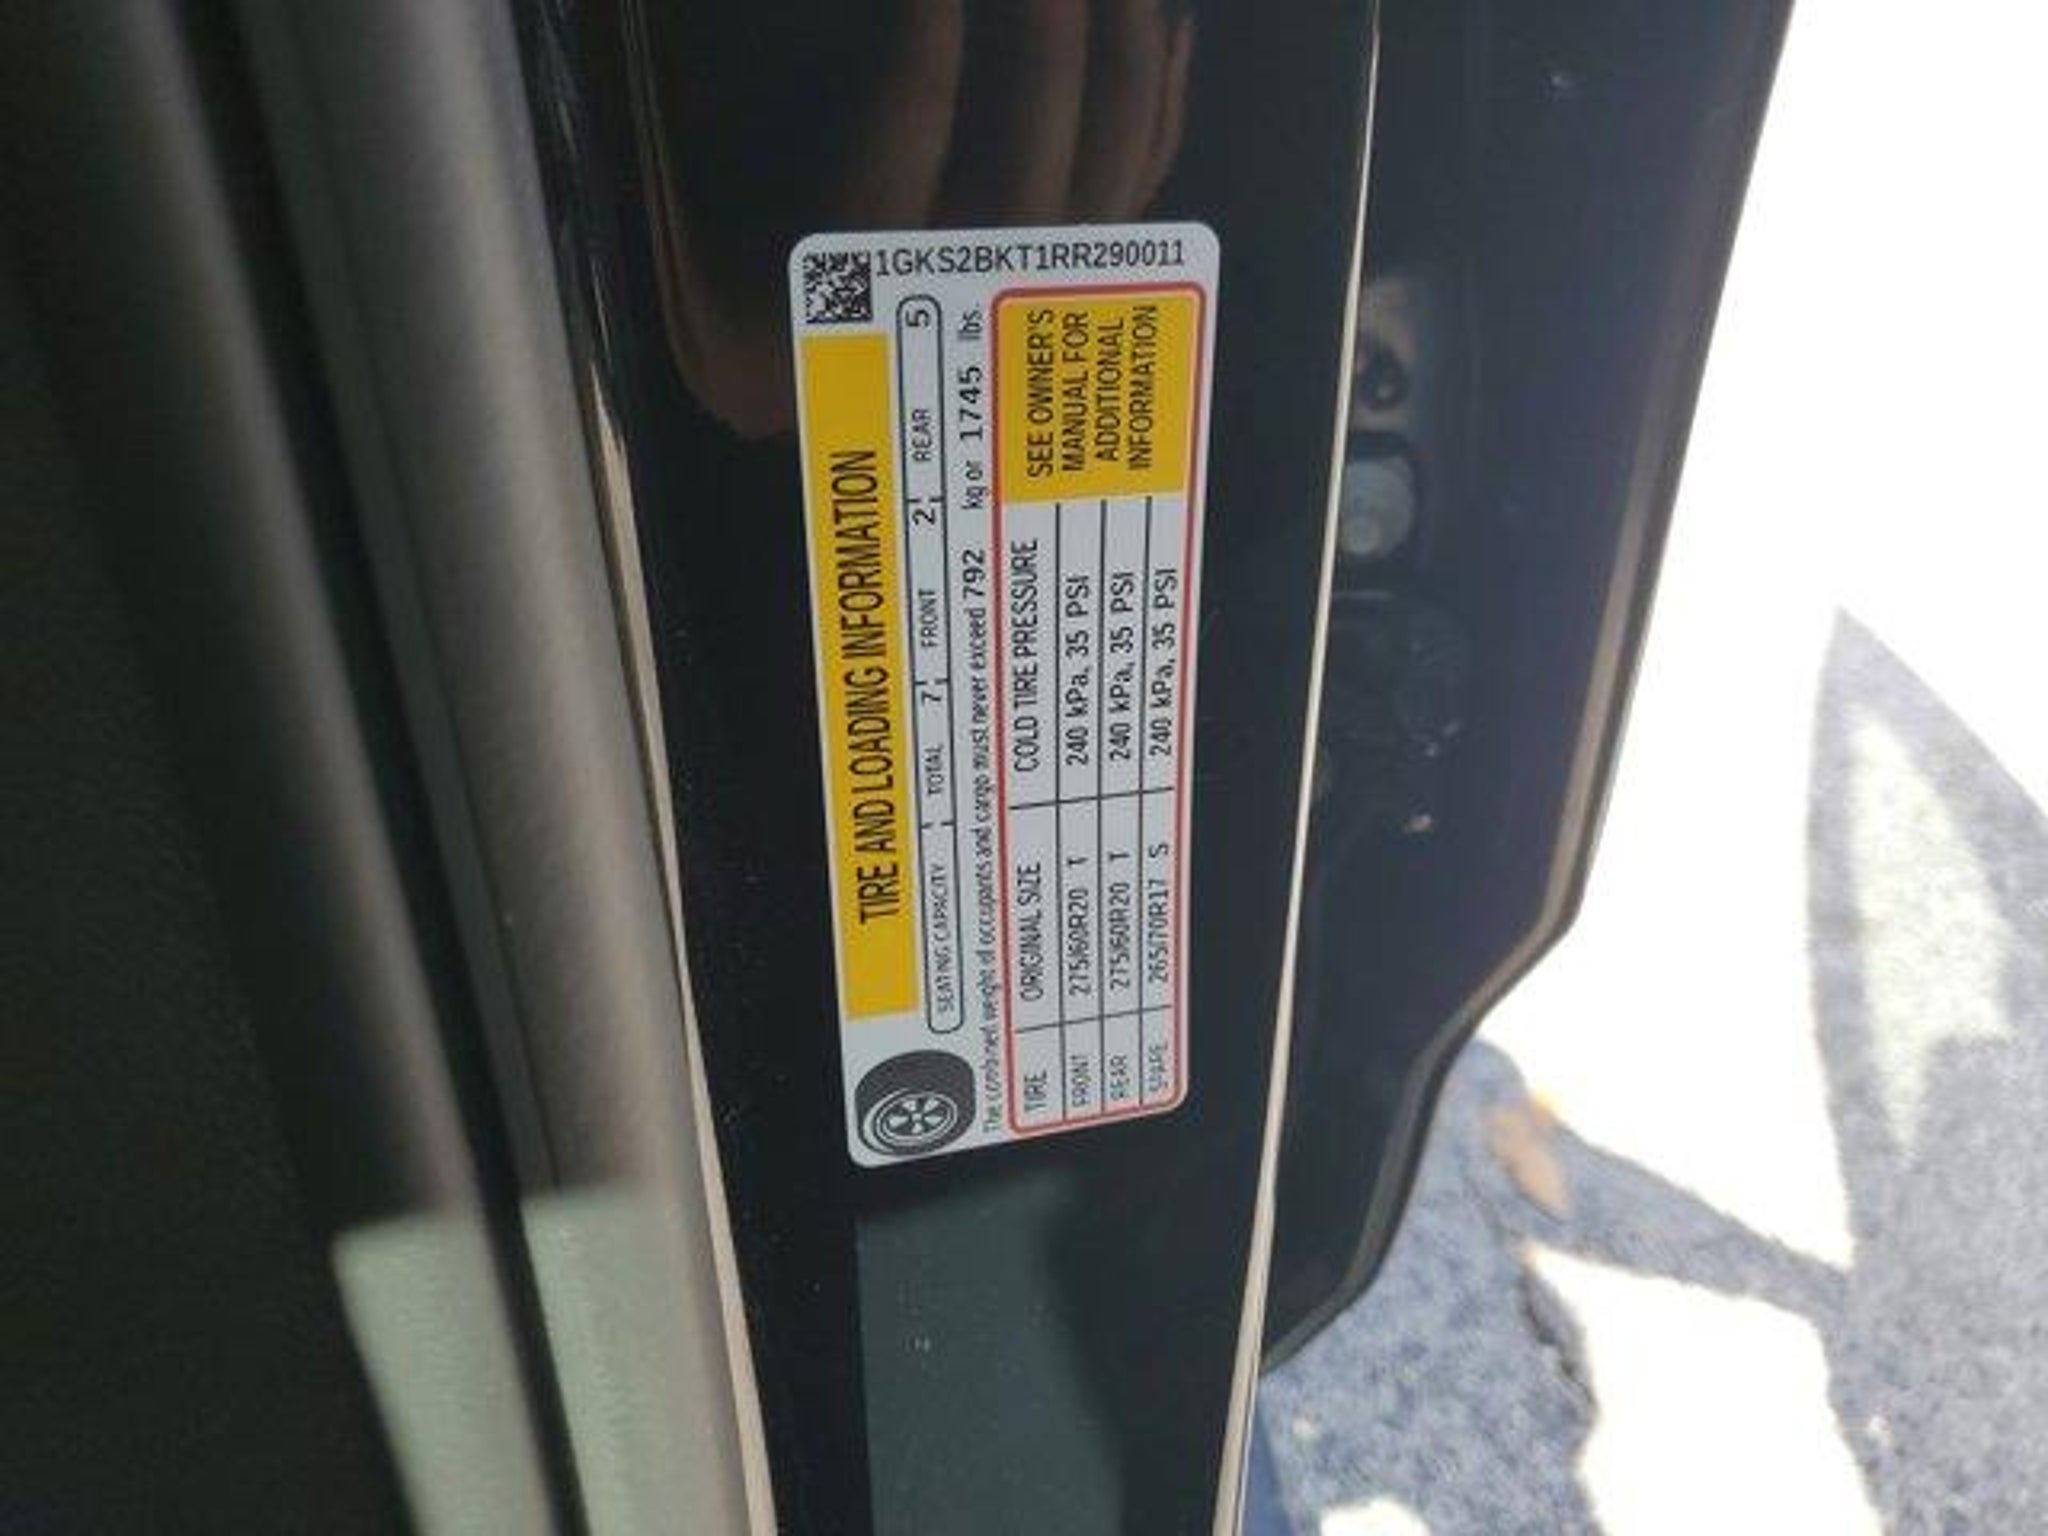 1GKS2BKT1RR290011
TIRE AND LOADING INFORMATION
SEATING CAPACITY TOTAL 7 FRONT 2 REAR 5
The combined weight of occupants and cargo must never exceed 792 kg or 1745 lbs.
TIRE ORIGINAL SIZE COLD TIRE PRESSURE
FRONT 275/60R20 T 240 kPa, 35 PSI
REAR 275/60R20 T 240 kPa, 35 PSI
SPARE 265/70R17 S 240 kPa, 35 PSI
SEE OWNER'S
MANUAL FOR
ADDITIONAL
INFORMATION